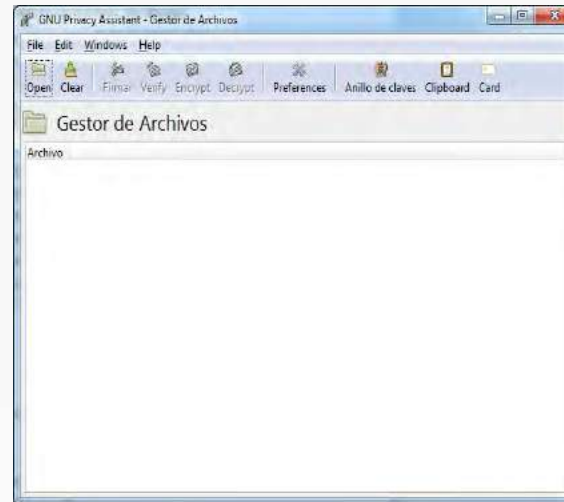 GNU Privacy Assistant - Gestor de Archivos
File Edit Windows Help
Open Clear Firmar Verify Encrypt Decrypt Preferences Anillo de claves Clipboard Card
Gestor de Archivos
Archivo